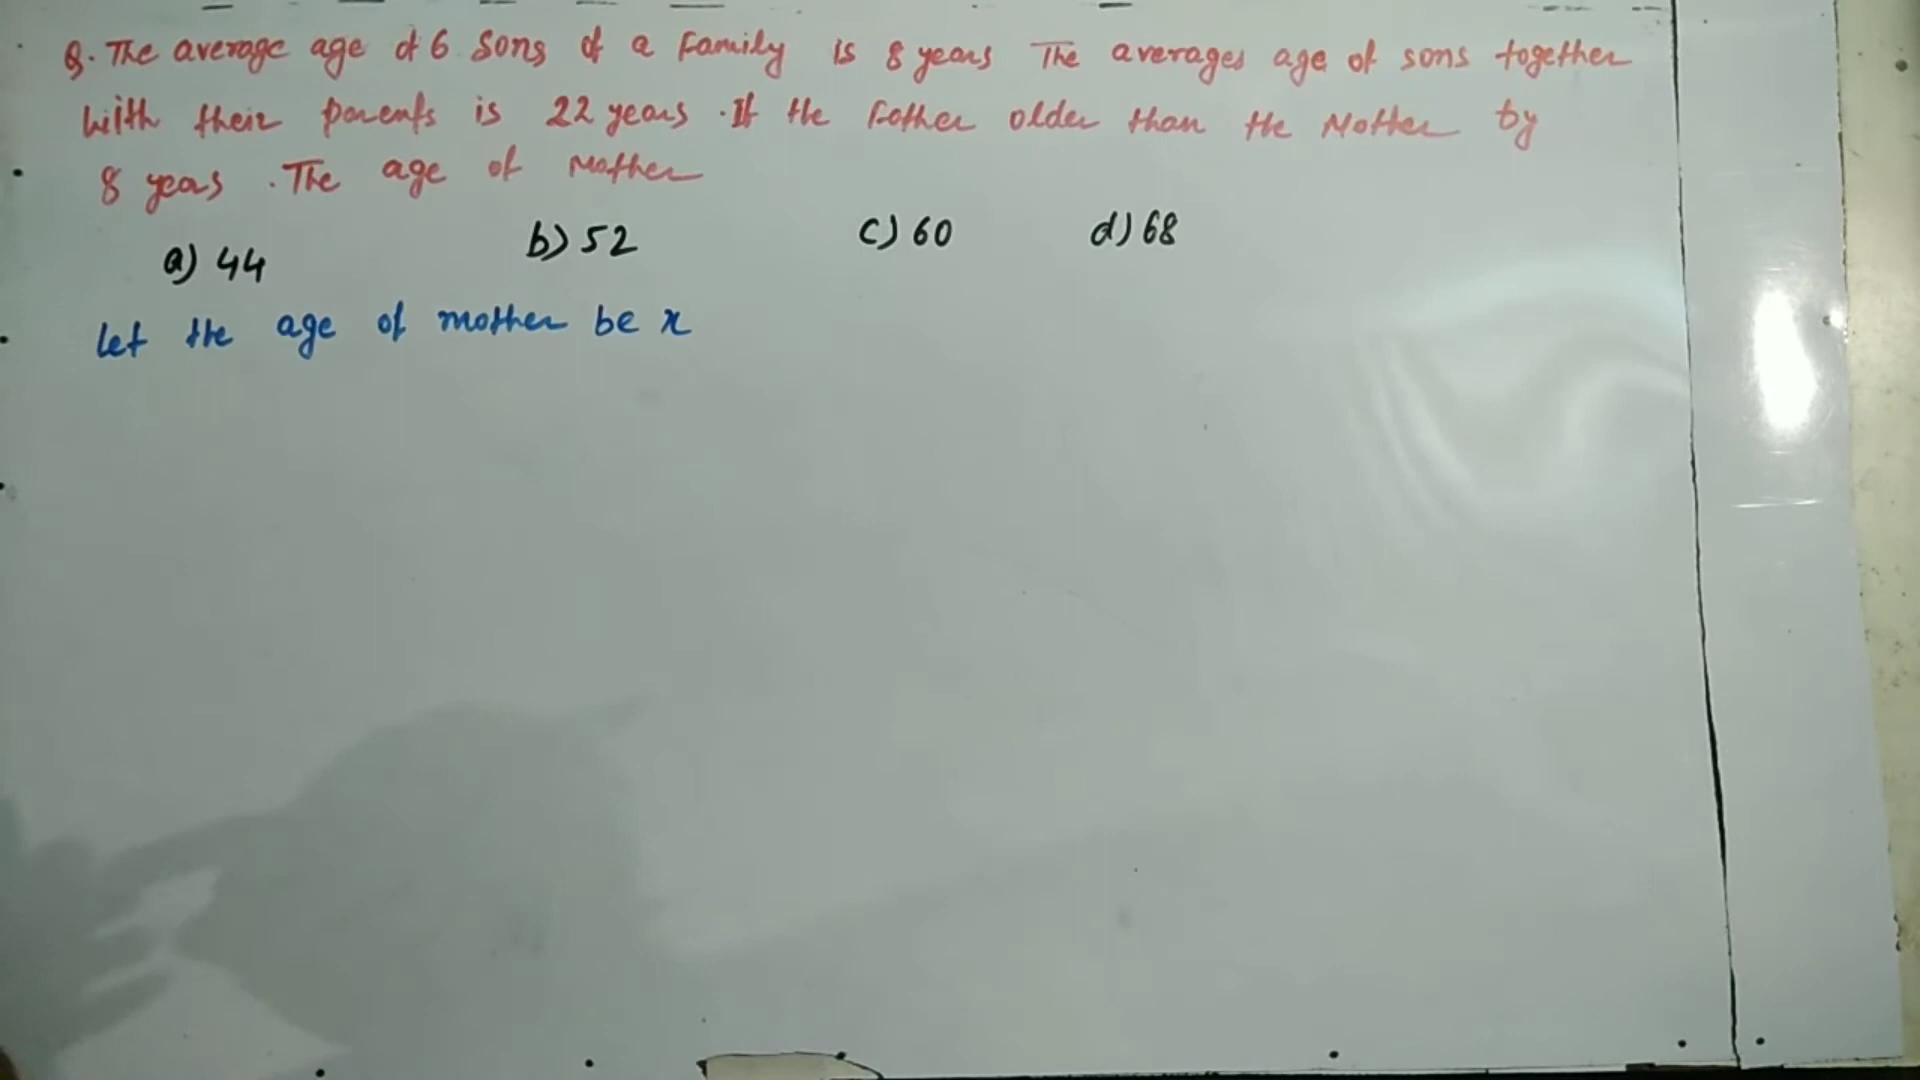 Q. The average age of 6 Sons of a Family is 8 years The averages age of sons together
with their parents is 22 years . If the Father older than the Mother by
8 years . The age of Mother
a) 44 b) 52 c) 60 d) 68
Let the age of mother be x